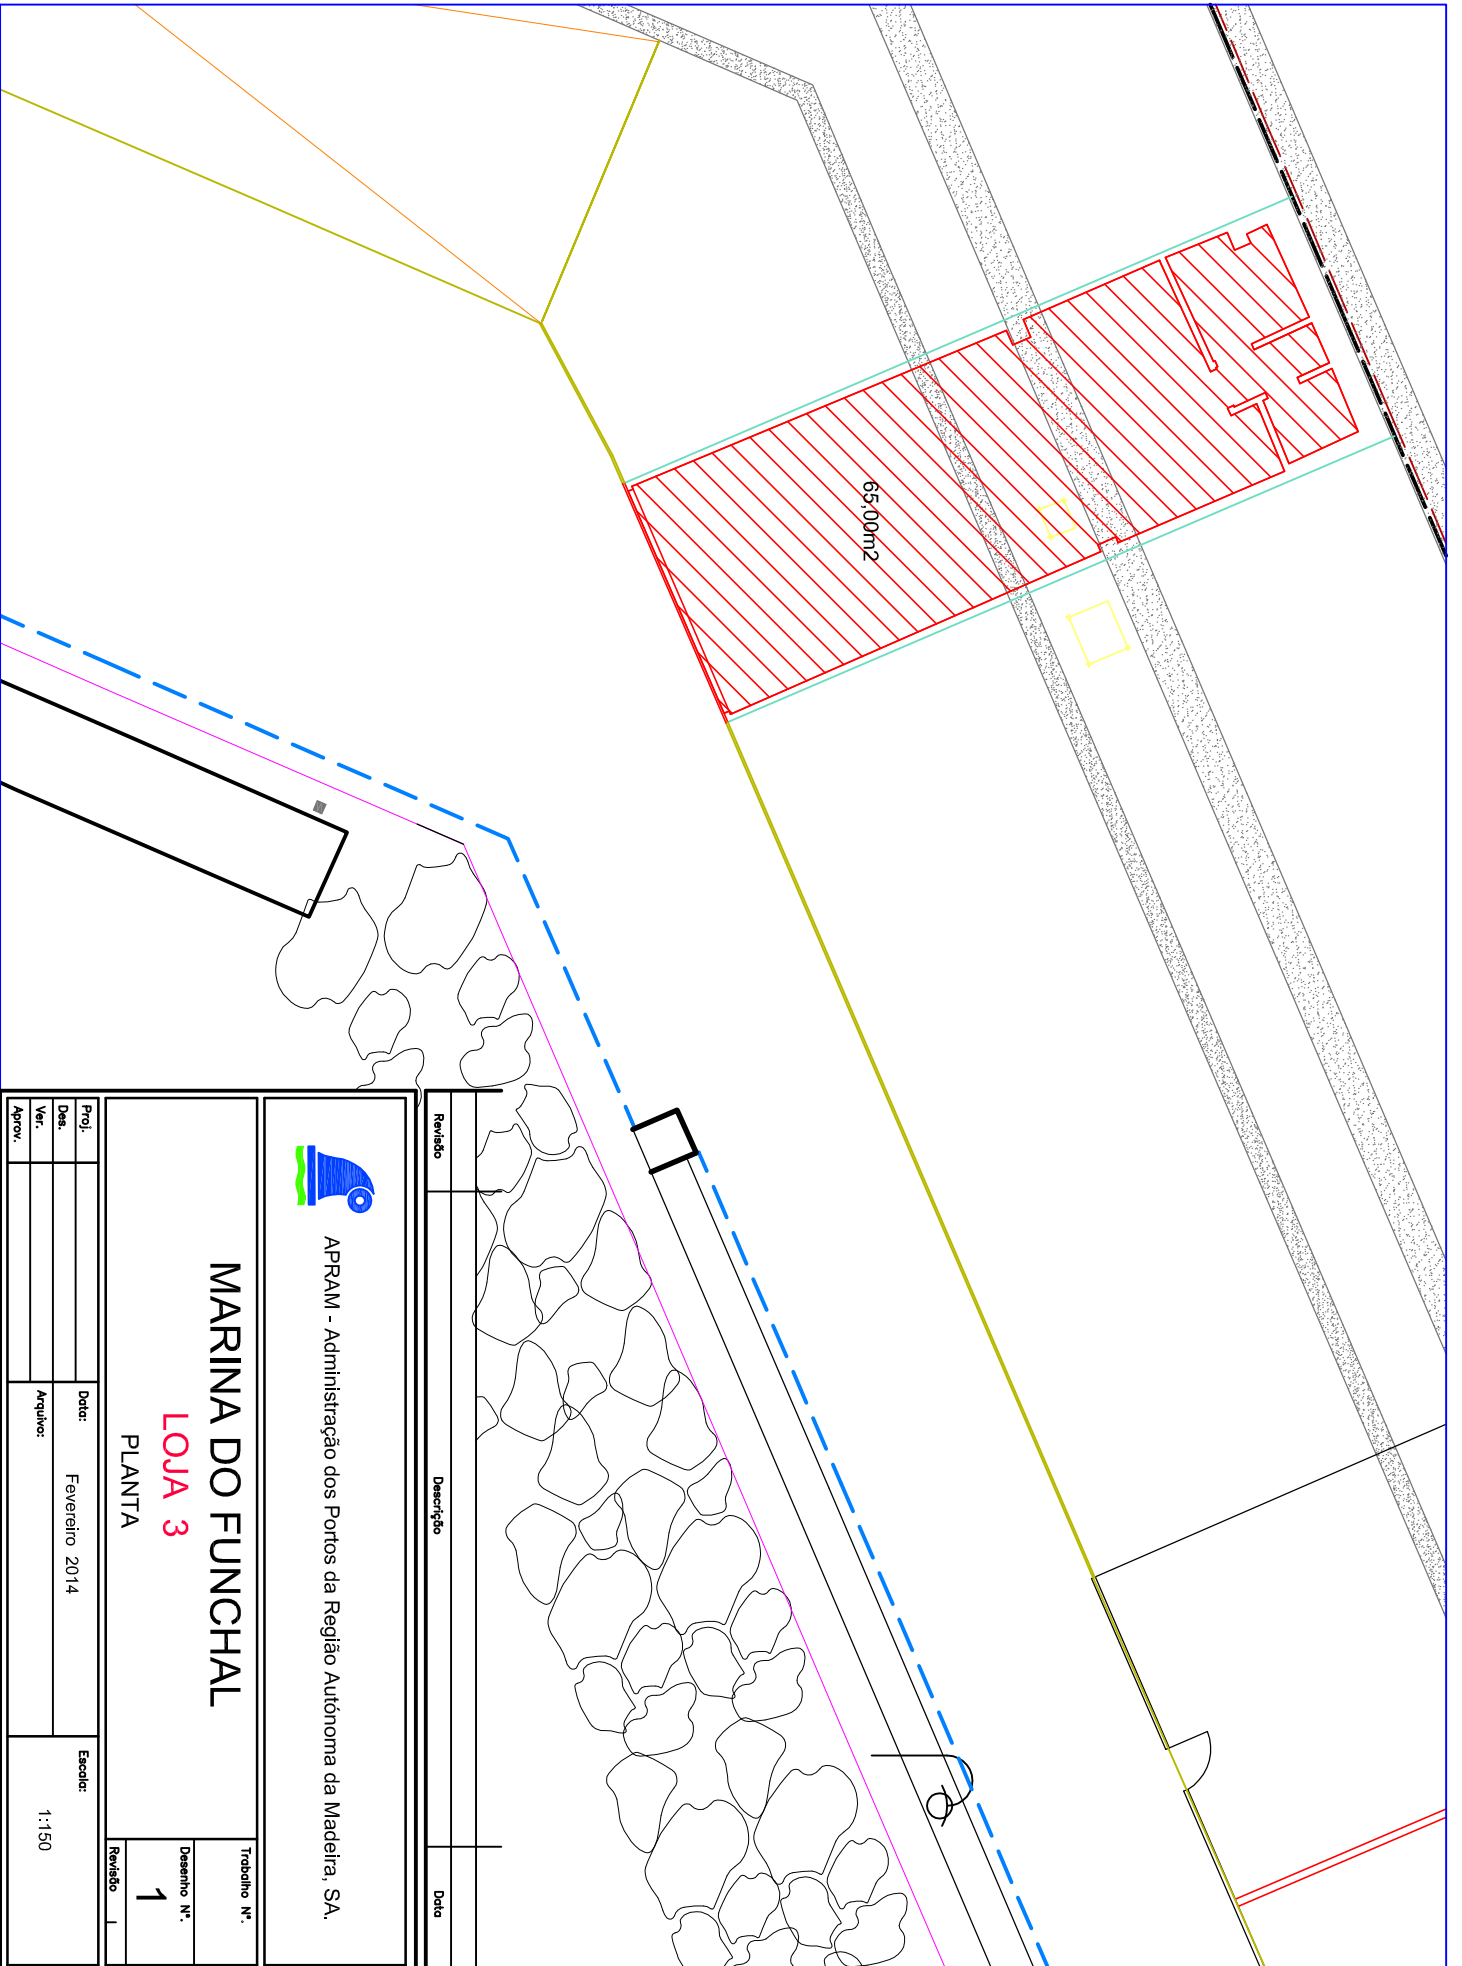 65,00m2
Revisão
Descrição
Data
APRAM - Administração dos Portos da Região Autónoma da Madeira, SA.
MARINA DO FUNCHAL
LOJA 3
PLANTA
Trabalho Nº.
Desenho Nº.
1
Revisão
Proj.
Des.
Ver.
Aprov.
Data:
Fevereiro 2014
Arquivo:
Escala:
1:150